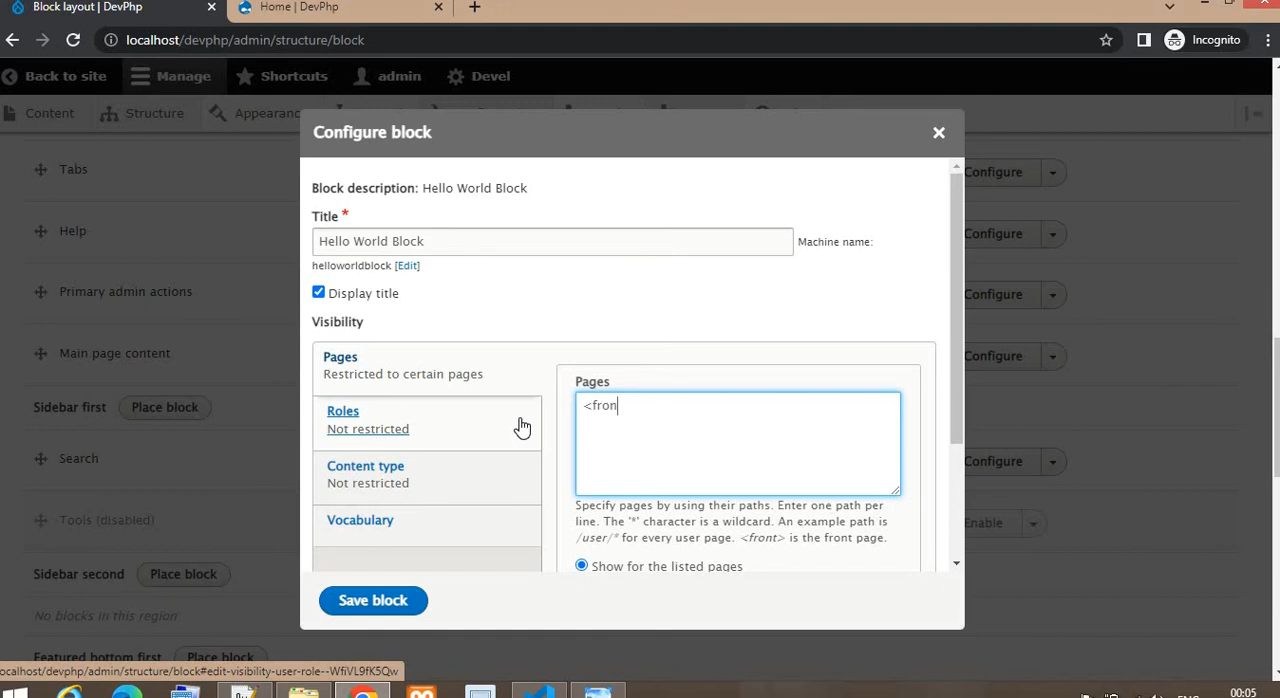 Block layout | DevPhp
Home | DevPhp
localhost/devphp/admin/structure/block
Incognito
Back to site
Manage
Shortcuts
admin
Devel
Content
Structure
Appearanc
Configure block
Tabs
Configure
Block description: Hello World Block
Title *
Hello World Block
Machine name:
helloworldblock [Edit]
Help
Configure
Display title
Primary admin actions
Configure
Visibility
Main page content
Configure
Pages
Restricted to certain pages
Roles
Not restricted
Content type
Not restricted
Vocabulary
Pages
<fron
Specify pages by using their paths. Enter one path per
line. The '*' character is a wildcard. An example path is
/user/* for every user page. <front> is the front page.
Show for the listed pages
Sidebar first
Place block
Search
Configure
Tools (disabled)
Enable
Sidebar second
Place block
No blocks in this region
Save block
Featured bottom first
Place block
ocalhost/devphp/admin/structure/block#edit-visibility-user-role--WfiVL9fK5Qw
00:05